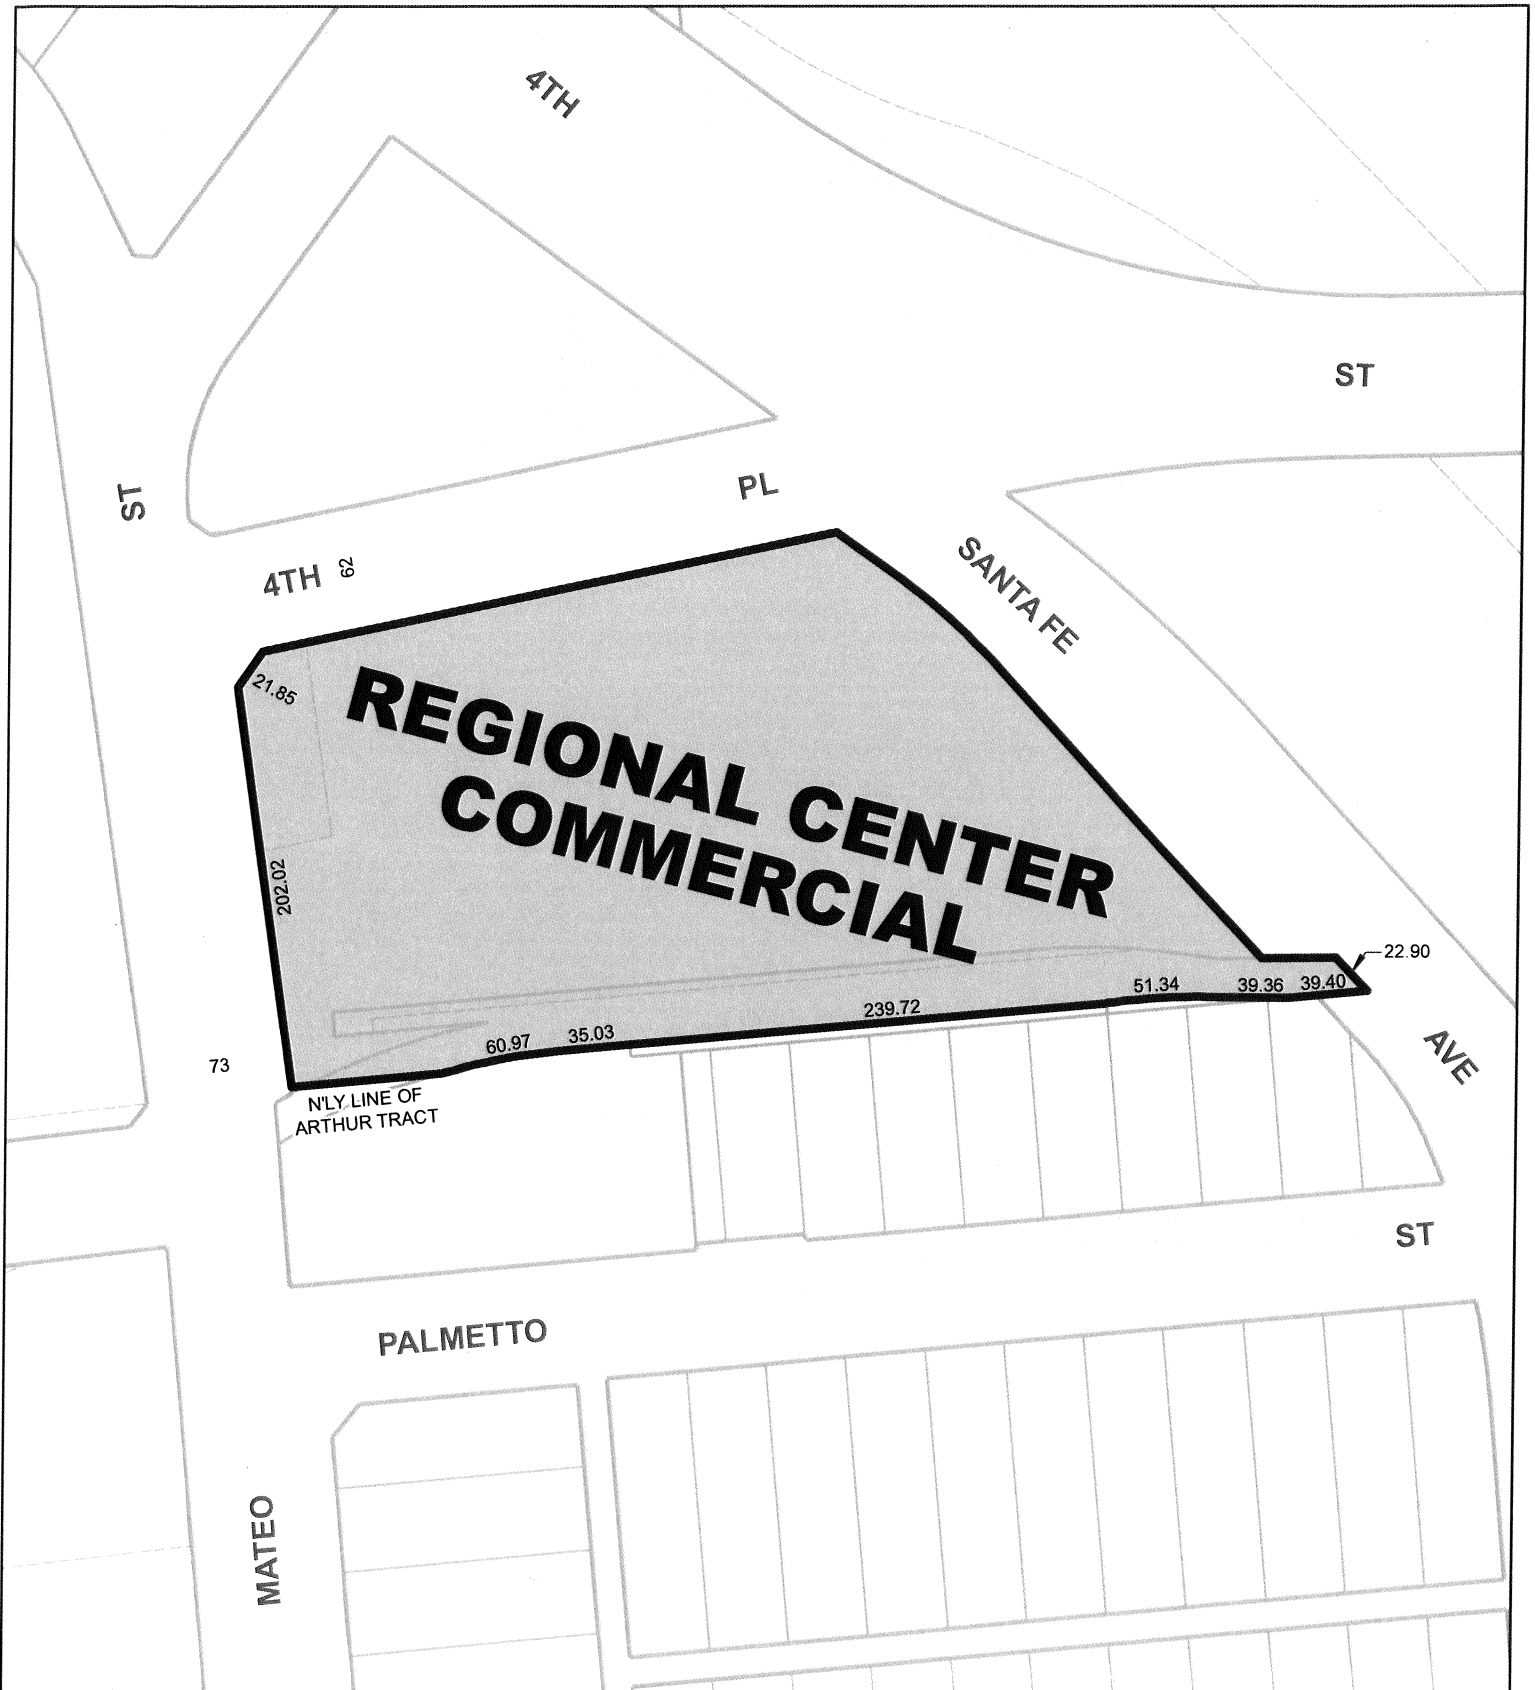 4TH
ST
ST
PL
4TH
62
SANTA FE
21.85
REGIONAL CENTER
COMMERCIAL
202.02
22.90
39.40
39.36
51.34
239.72
35.03
60.97
73
AVE
N'LY LINE OF
ARTHUR TRACT
ST
PALMETTO
MATEO